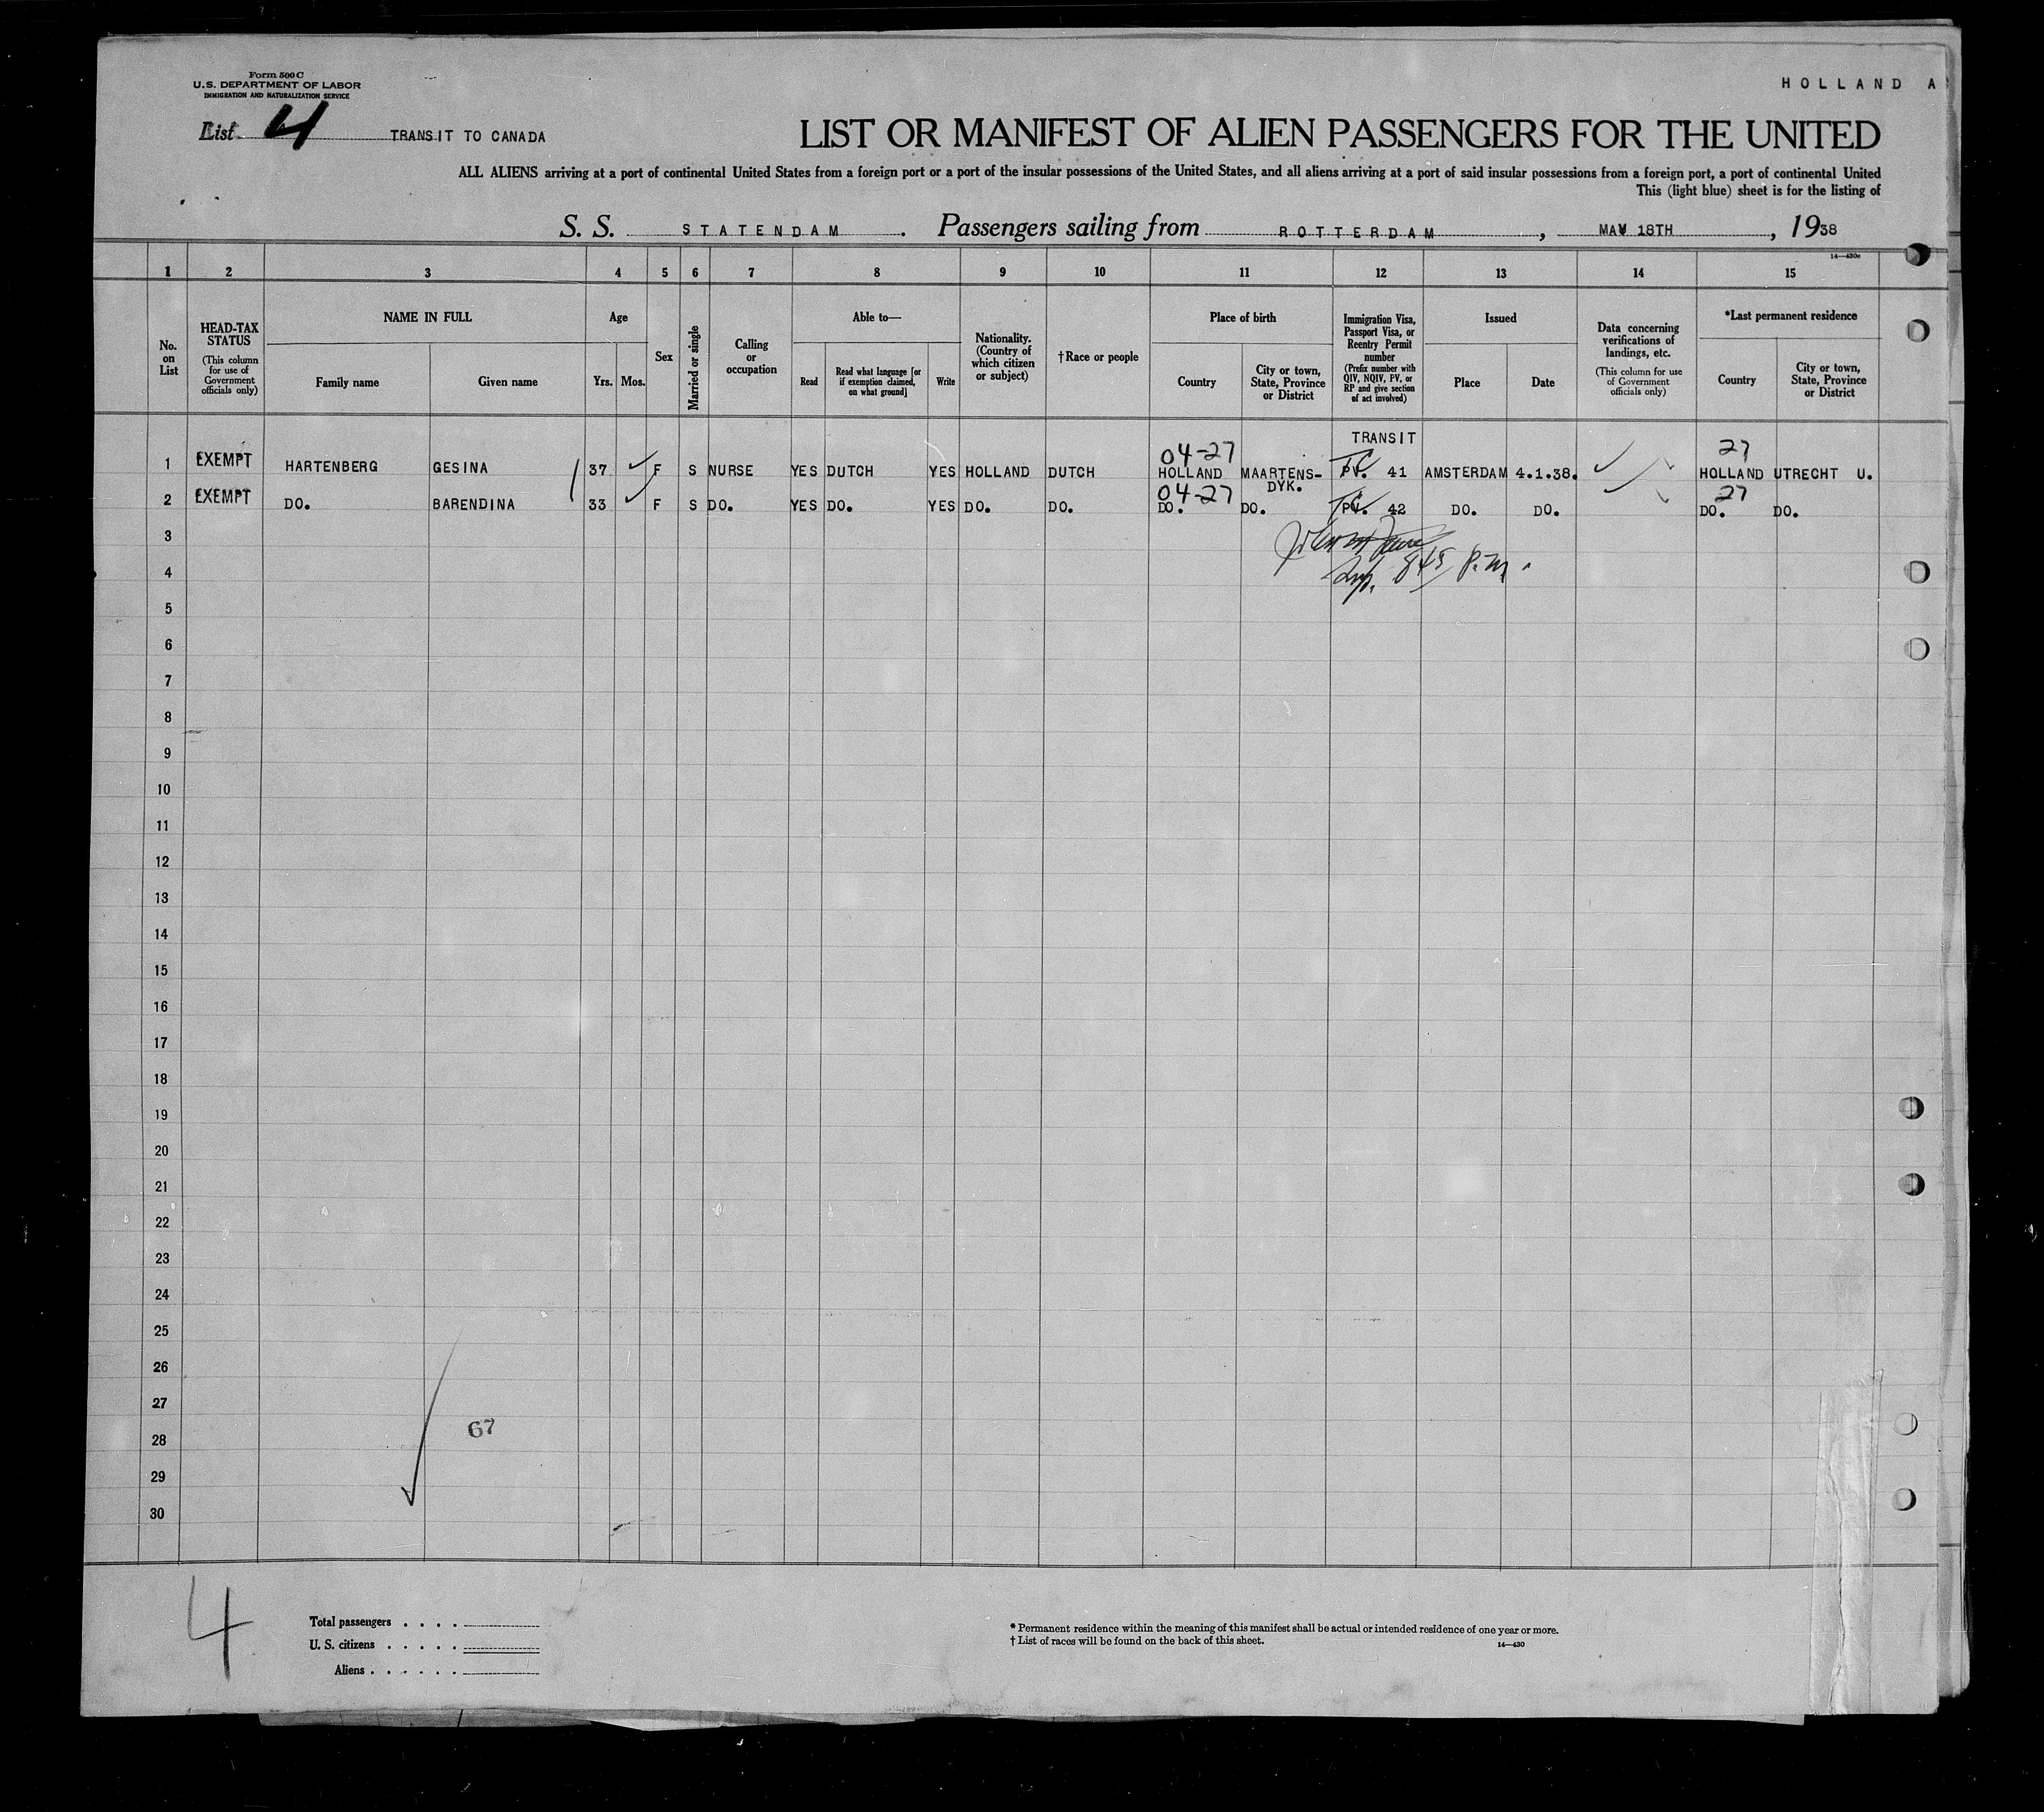 Form 500 C
U.S. DEPARTMENT OF LABOR
IMMIGRATION AND NATURALIZATION SERVICE
HOLLAND A
List 4 TRANSIT TO CANADA
LIST OR MANIFEST OF ALIEN PASSENGERS FOR THE UNITED
ALL ALIENS arriving at a port of continental United States from a foreign port or a port of the insular possessions of the United States, and all aliens arriving at a port of said insular possessions from a foreign port, a port of continental United
This (light blue) sheet is for the listing of
S. S. STATENDAM. Passengers sailing from ROTTERDAM, MAY 18TH, 1938
14—430c
1 2 3 4 5 6 7 8 9 10 11 12 13 14 15
No. on List
HEAD-TAX STATUS
(This column for use of Government officials only)
NAME IN FULL
Family name
Given name
Age
Yrs.
Mos.
Sex
Married or single
Calling or occupation
Able to—
Read
Read what language [or if exemption claimed, on what ground]
Write
Nationality. (Country of which citizen or subject)
†Race or people
Place of birth
Country
City or town, State, Province or District
Immigration Visa, Passport Visa, or Reentry Permit number
(Prefix number with QIV, NQIV, PV, or RP and give section of act involved)
Issued
Place
Date
Data concerning verifications of landings, etc.
(This column for use of Government officials only)
*Last permanent residence
Country
City or town, State, Province or District
TRANSIT
04-27 27
1 EXEMPT HARTENBERG GESINA 37 F S NURSE YES DUTCH YES HOLLAND DUTCH HOLLAND MAARTENS- PV. 41 AMSTERDAM 4.1.38. HOLLAND UTRECHT U.
DYK.
04-27 27
2 EXEMPT DO. BARENDINA 33 F S DO. YES DO. YES DO. DO. DO. DO. PV. 42 DO. DO. DO. DO.
3
4
Insp. 845 P.M.
5
6
7
8
9
10
11
12
13
14
15
16
17
18
19
20
21
22
23
24
25
26
27
67
28
29
30
4
Total passengers . . . .
U. S. citizens . . . . .
Aliens . . . . . .
* Permanent residence within the meaning of this manifest shall be actual or intended residence of one year or more.
† List of races will be found on the back of this sheet.
14—430